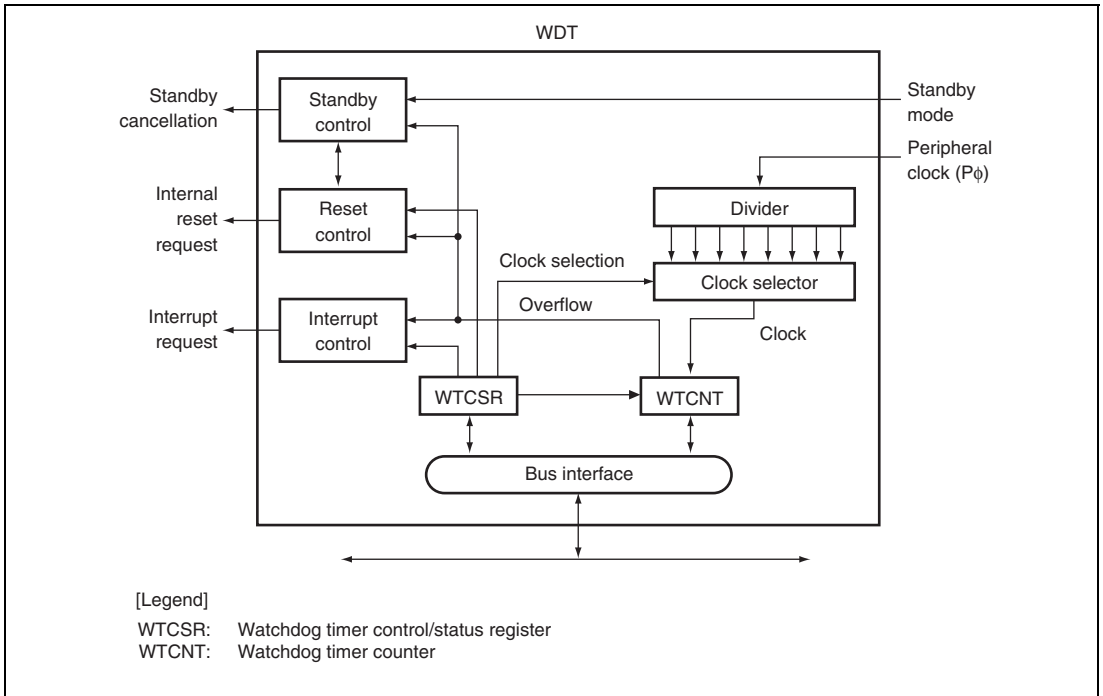 WDT
Standby
cancellation
Standby
control
Standby
mode
Peripheral
clock (Pϕ)
Internal
reset
request
Reset
control
Divider
Clock selection
Clock selector
Overflow
Interrupt
request
Interrupt
control
Clock
WTCSR
WTCNT
Bus interface
[Legend]
WTCSR: Watchdog timer control/status register
WTCNT: Watchdog timer counter